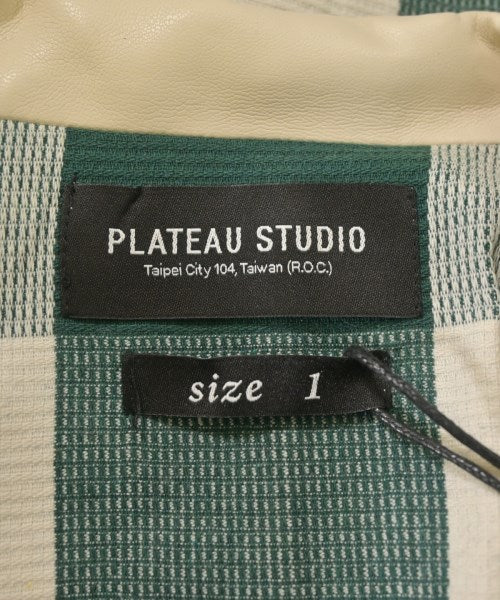 PLATEAU STUDIO
Taipei City 104, Taiwan (R.O.C.)
size 1